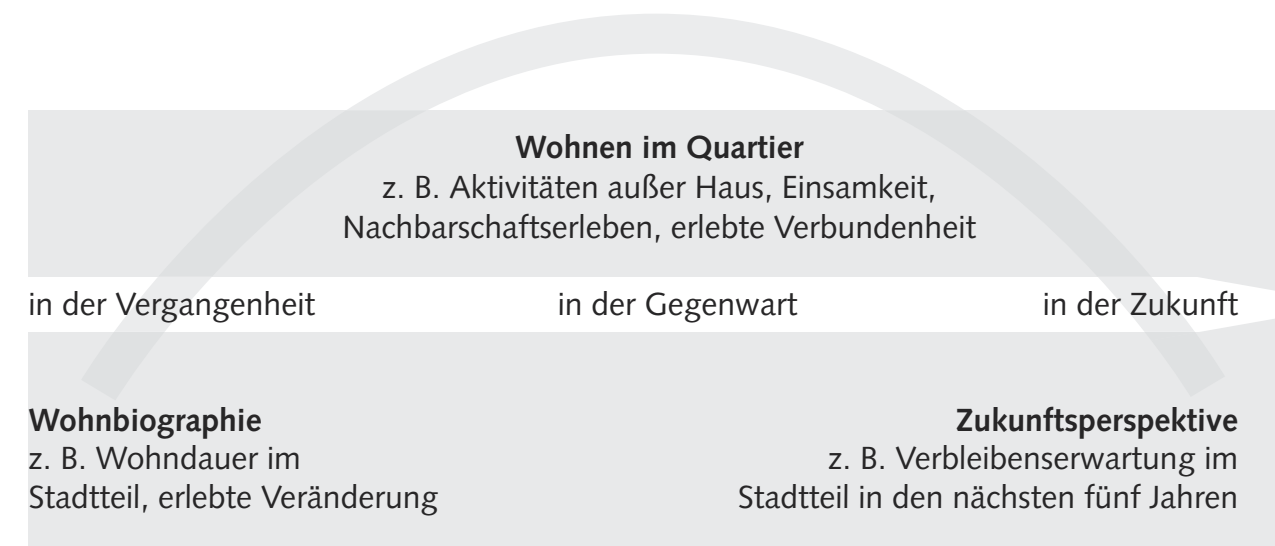 Wohnen im Quartier
z. B. Aktivitäten außer Haus, Einsamkeit,
Nachbarschaftserleben, erlebte Verbundenheit
in der Vergangenheit
in der Gegenwart
in der Zukunft
Wohnbiographie
z. B. Wohndauer im
Stadtteil, erlebte Veränderung
Zukunftsperspektive
z. B. Verbleibenserwartung im
Stadtteil in den nächsten fünf Jahren